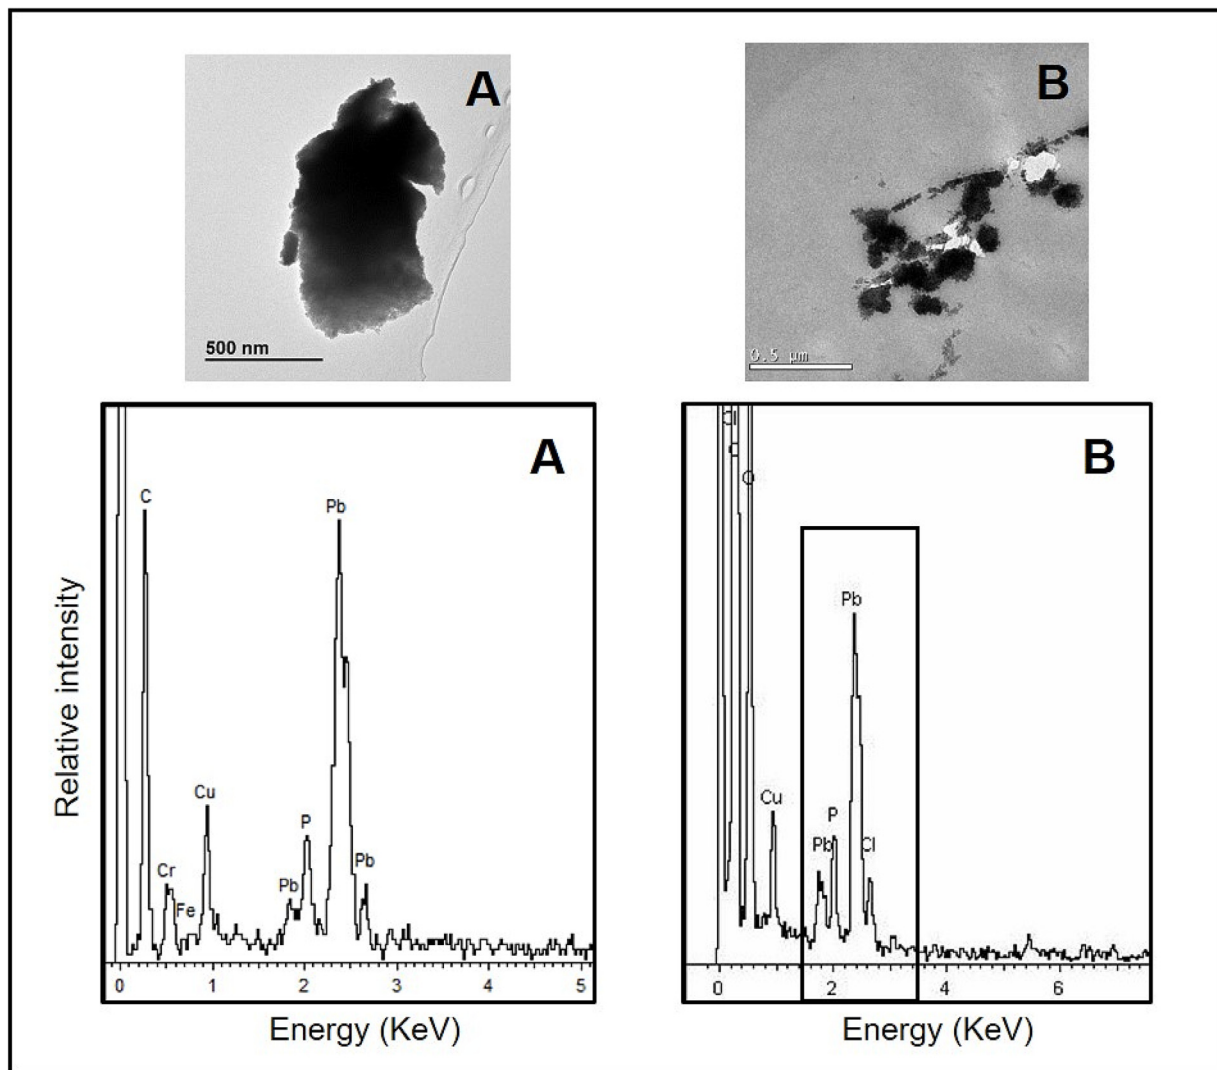 A
B
500 nm
0.5 µm
A
C
Pb
Cu
P
Cr
Fe
Pb
Pb
0 1 2 3 4 5
Relative intensity
Energy (KeV)
B
Cl
C
O
Pb
Cu
P
Pb
Cl
0 2 4 6
Energy (KeV)